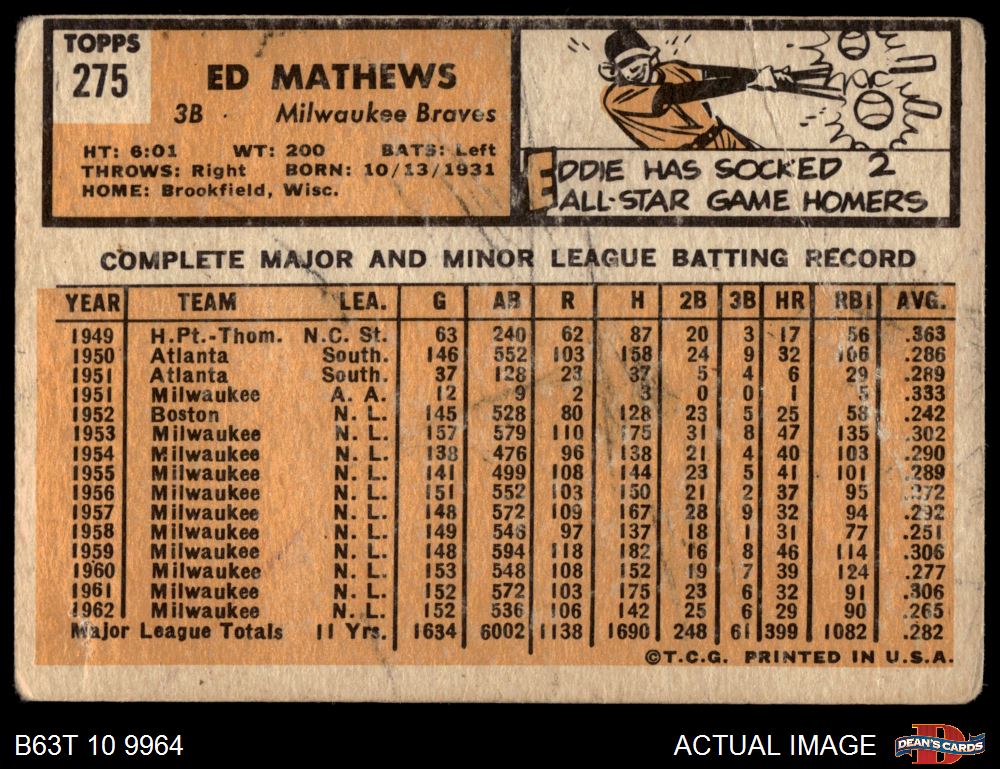 TOPPS
275
ED MATHEWS
3B · Milwaukee Braves
HT: 6:01 WT: 200 BATS: Left
THROWS: Right BORN: 10/13/1931
HOME: Brookfield, Wisc.
EDDIE HAS SOCKED 2
ALL-STAR GAME HOMERS
COMPLETE MAJOR AND MINOR LEAGUE BATTING RECORD
YEAR TEAM LEA. G AB R H 2B 3B HR RBI AVG.
1949 H.Pt.-Thom. N.C. St. 63 240 62 87 20 3 17 56 .363
1950 Atlanta South. 146 552 103 158 24 9 32 106 .286
1951 Atlanta South. 37 128 23 37 5 4 6 29 .289
1951 Milwaukee A. A. 12 9 2 3 0 0 1 5 .333
1952 Boston N. L. 145 528 80 128 23 5 25 58 .242
1953 Milwaukee N. L. 157 579 110 175 31 8 47 135 .302
1954 Milwaukee N. L. 138 476 96 138 21 4 40 103 .290
1955 Milwaukee N. L. 141 499 108 144 23 5 41 101 .289
1956 Milwaukee N. L. 151 552 103 150 21 2 37 95 .272
1957 Milwaukee N. L. 148 572 109 167 28 9 32 94 .292
1958 Milwaukee N. L. 149 546 97 137 18 1 31 77 .251
1959 Milwaukee N. L. 148 594 118 182 16 8 46 114 .306
1960 Milwaukee N. L. 153 548 108 152 19 7 39 124 .277
1961 Milwaukee N. L. 152 572 103 175 23 6 32 91 .306
1962 Milwaukee N. L. 152 536 106 142 25 6 29 90 .265
Major League Totals 11 Yrs. 1634 6002 1138 1690 248 61 399 1082 .282
©T.C.G. PRINTED IN U.S.A.
B63T 10 9964
ACTUAL IMAGE
D
DEAN'S CARDS